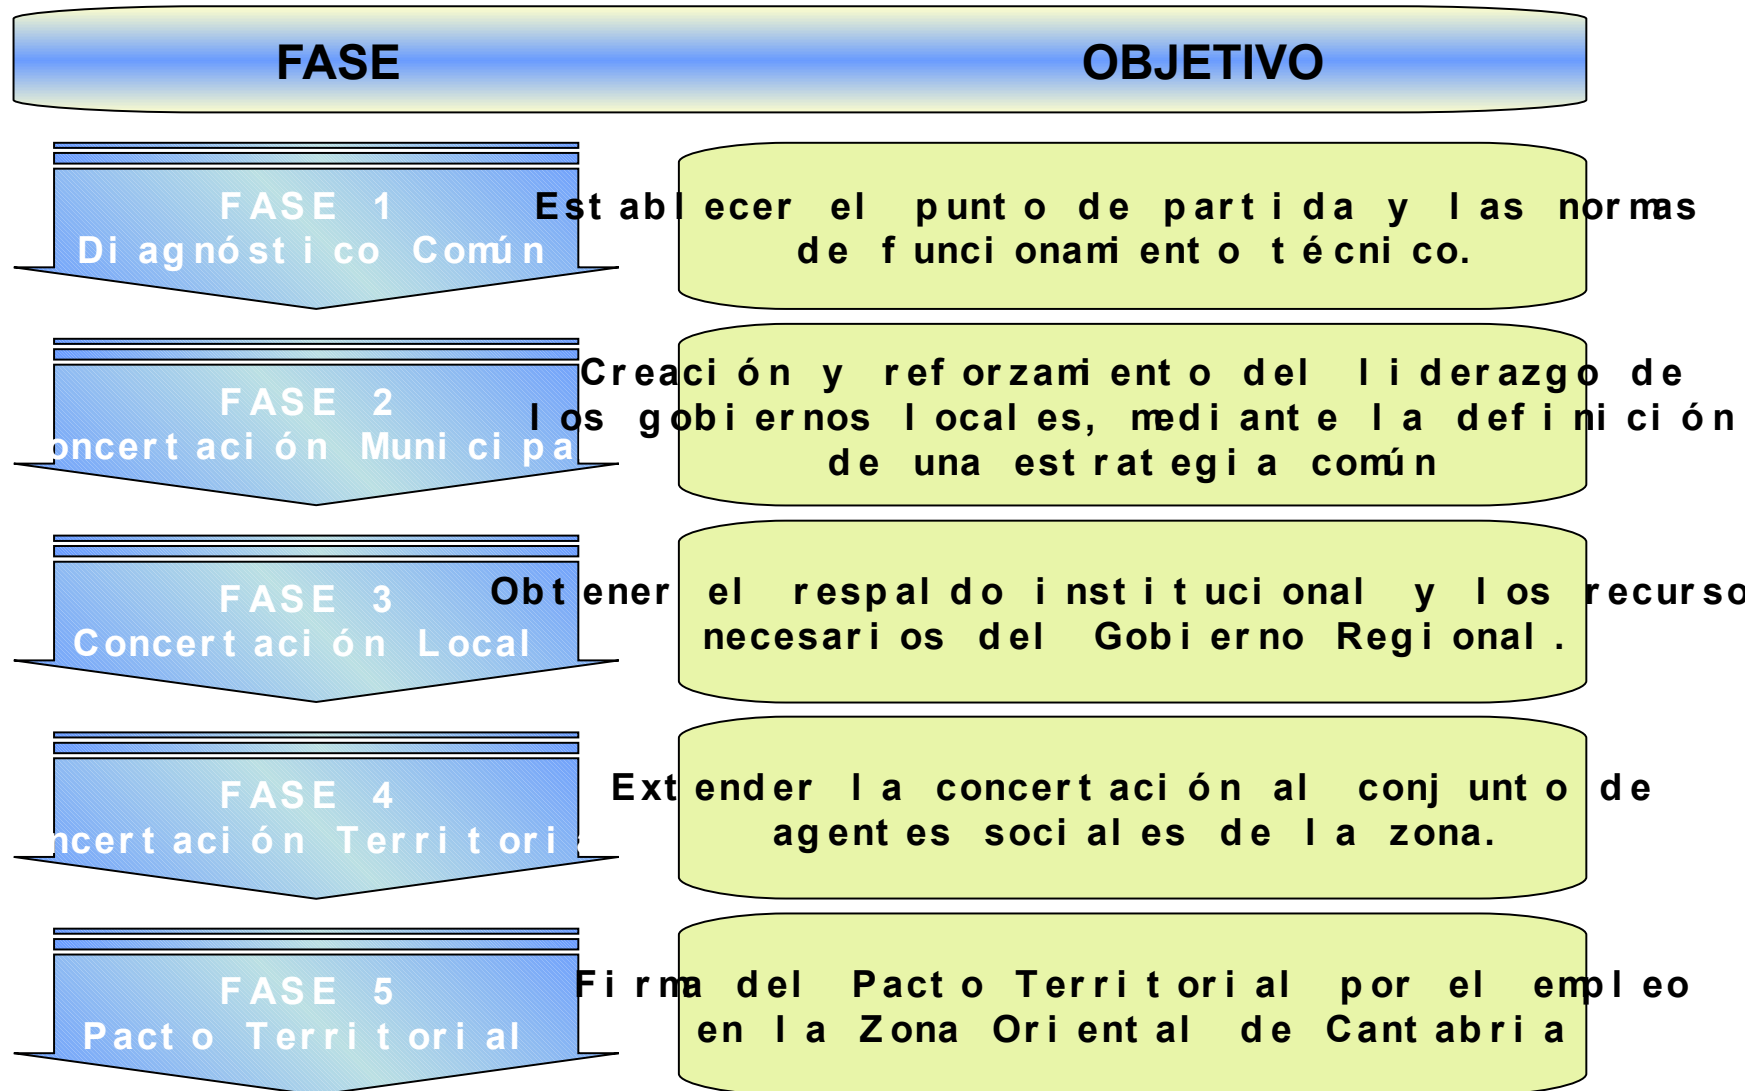 FASE OBJETIVO
FASE 1
Diagnóstico Común
Establecer el punto de partida y las normas
de funcionamiento técnico.
FASE 2
oncertación Municipa
Creación y reforzamiento del liderazgo de
los gobiernos locales, mediante la definición
de una estrategia común
FASE 3
Concertación Local
Obtener el respaldo institucional y los recurso
necesarios del Gobierno Regional.
FASE 4
ncertación Territoria
Extender la concertación al conjunto de
agentes sociales de la zona.
FASE 5
Pacto Territorial
Firma del Pacto Territorial por el empleo
en la Zona Oriental de Cantabria